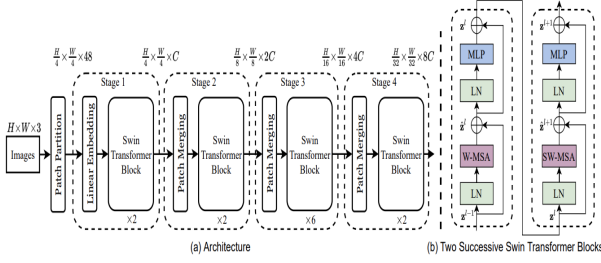 H/4 × W/4 × 48
H/4 × W/4 × C
H/8 × W/8 × 2C
H/16 × W/16 × 4C
H/32 × W/32 × 8C
Stage 1
Stage 2
Stage 3
Stage 4
H×W×3
Images
Patch Partition
Linear Embedding
Swin
Transformer
Block
×2
Patch Merging
Swin
Transformer
Block
×2
Patch Merging
Swin
Transformer
Block
×6
Patch Merging
Swin
Transformer
Block
×2
(a) Architecture
z^l
MLP
LN
ẑ^l
W-MSA
LN
z^l-1
z^l+1
MLP
LN
ẑ^l+1
SW-MSA
LN
z^l
(b) Two Successive Swin Transformer Blocks